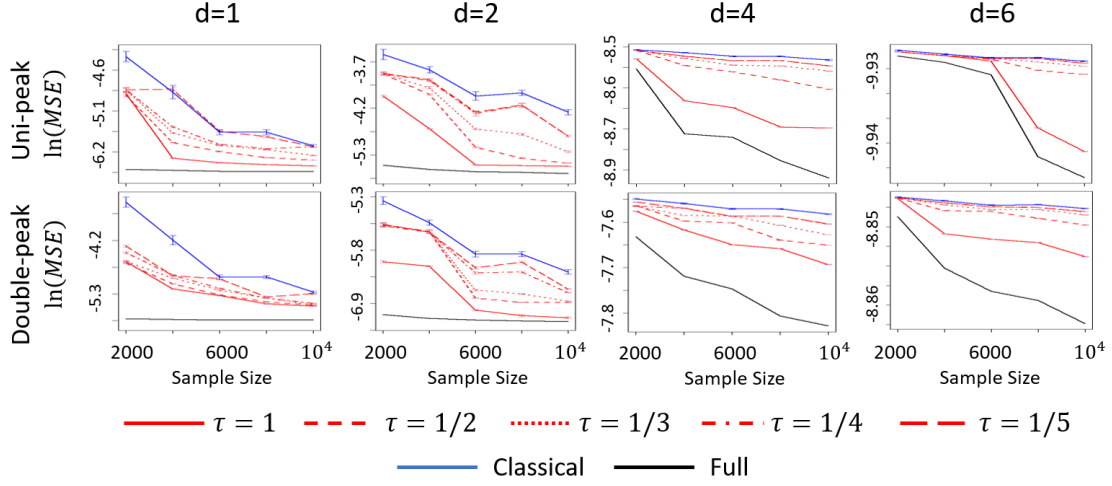 d=1 d=2 d=4 d=6
Uni-peak
ln(MSE)
-4.6
-5.1
-6.2
-3.7
-4.2
-5.3
-8.5
-8.6
-8.7
-8.8
-8.9
-9.93
-9.94
Double-peak
ln(MSE)
-4.2
-5.3
-5.3
-5.8
-6.9
-7.6
-7.7
-7.8
-8.85
-8.86
2000 6000 10⁴ 2000 6000 10⁴ 2000 6000 10⁴ 2000 6000 10⁴
Sample Size Sample Size Sample Size Sample Size
τ = 1 τ = 1/2 τ = 1/3 τ = 1/4 τ = 1/5
Classical Full